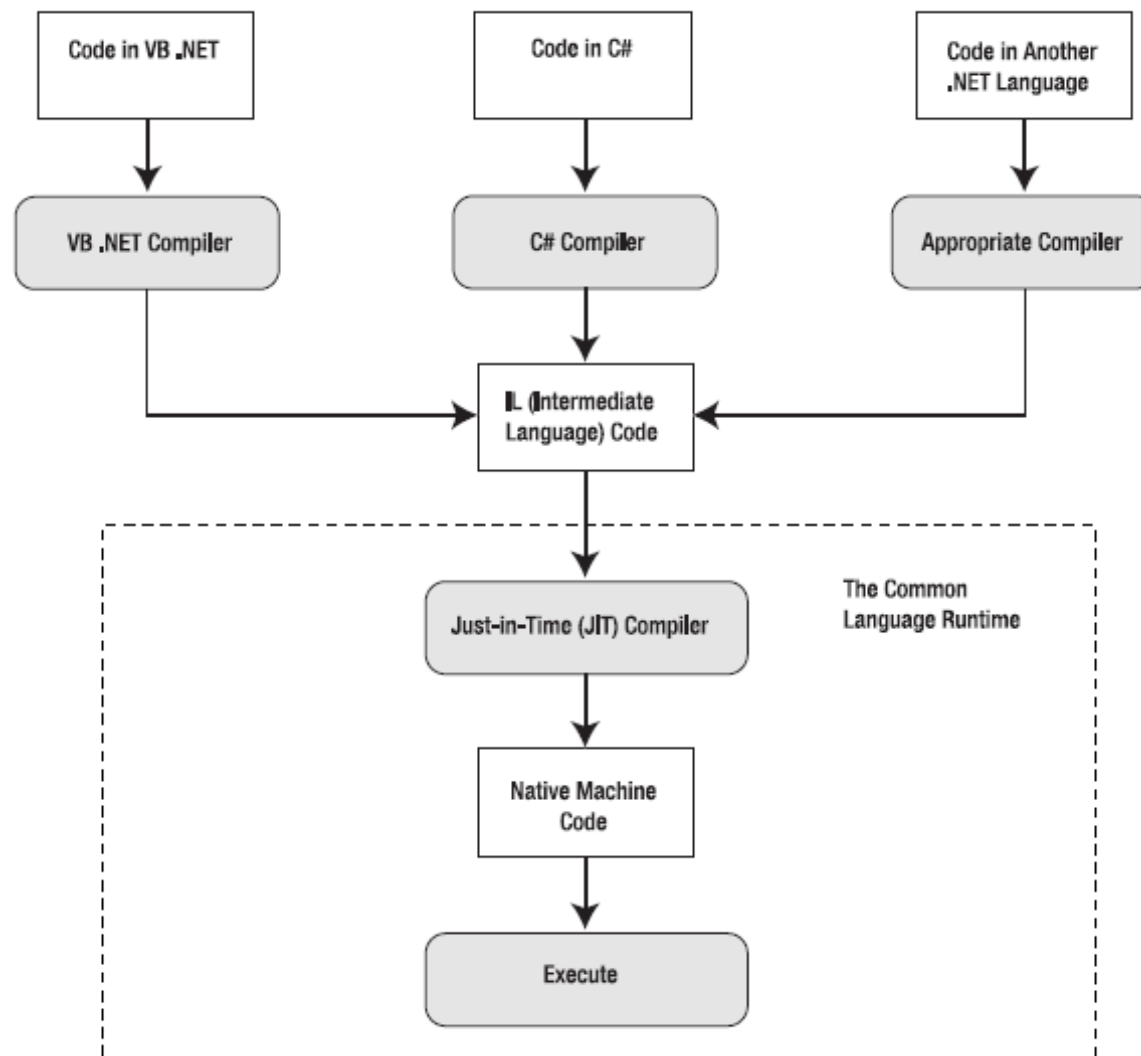 Code in VB .NET
Code in C#
Code in Another
.NET Language
VB .NET Compiler
C# Compiler
Appropriate Compiler
IL (Intermediate
Language) Code
Just-in-Time (JIT) Compiler
The Common
Language Runtime
Native Machine
Code
Execute